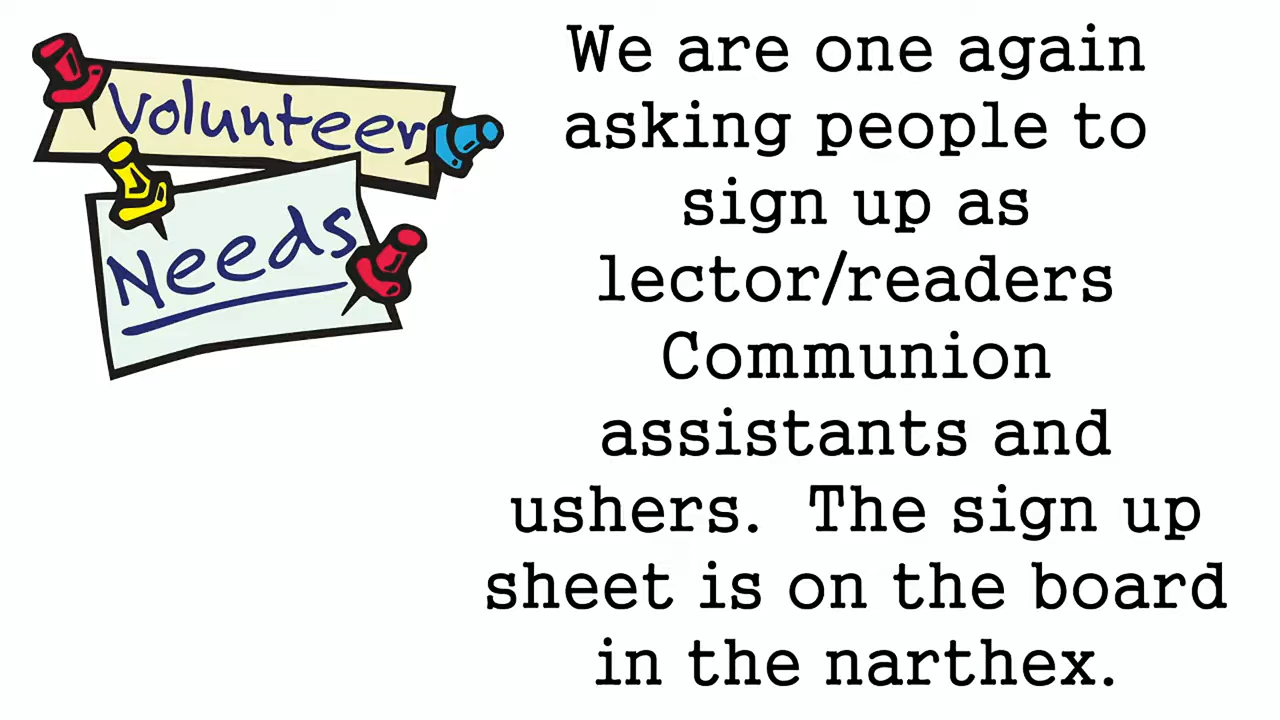 Volunteer
Needs
We are one again
asking people to
sign up as
lector/readers
Communion
assistants and
ushers. The sign up
sheet is on the board
in the narthex.